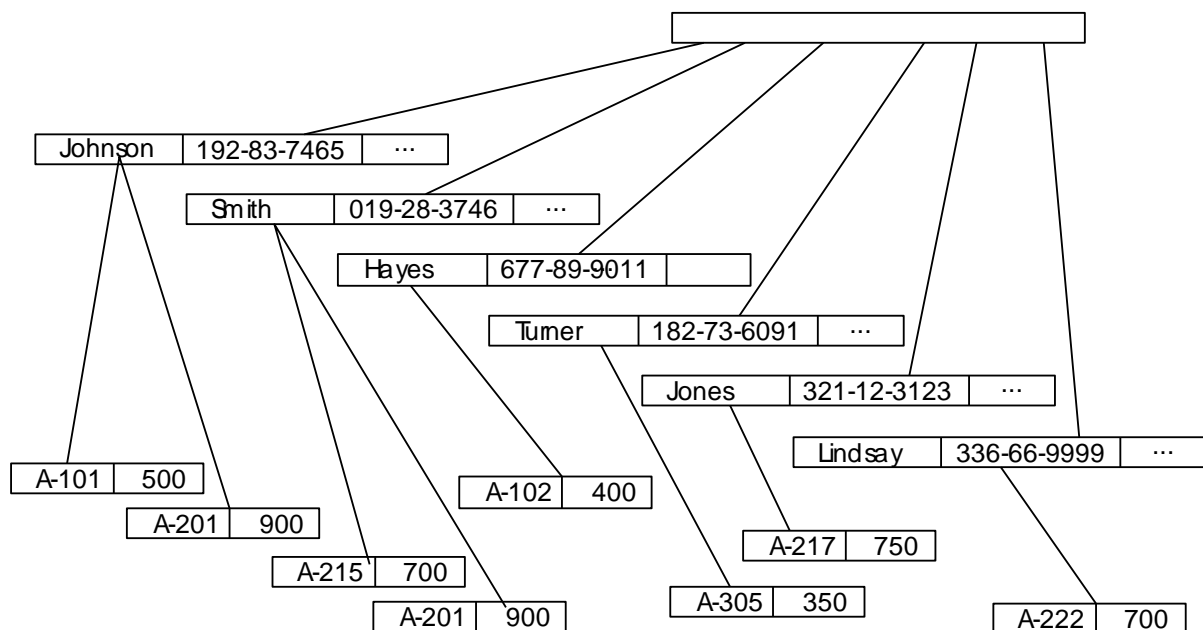 Johnson 192-83-7465 ...
Smith 019-28-3746 ...
Hayes 677-89-9011
Turner 182-73-6091 ...
Jones 321-12-3123 ...
Lindsay 336-66-9999 ...
A-101 500
A-102 400
A-201 900
A-217 750
A-215 700
A-305 350
A-201 900
A-222 700